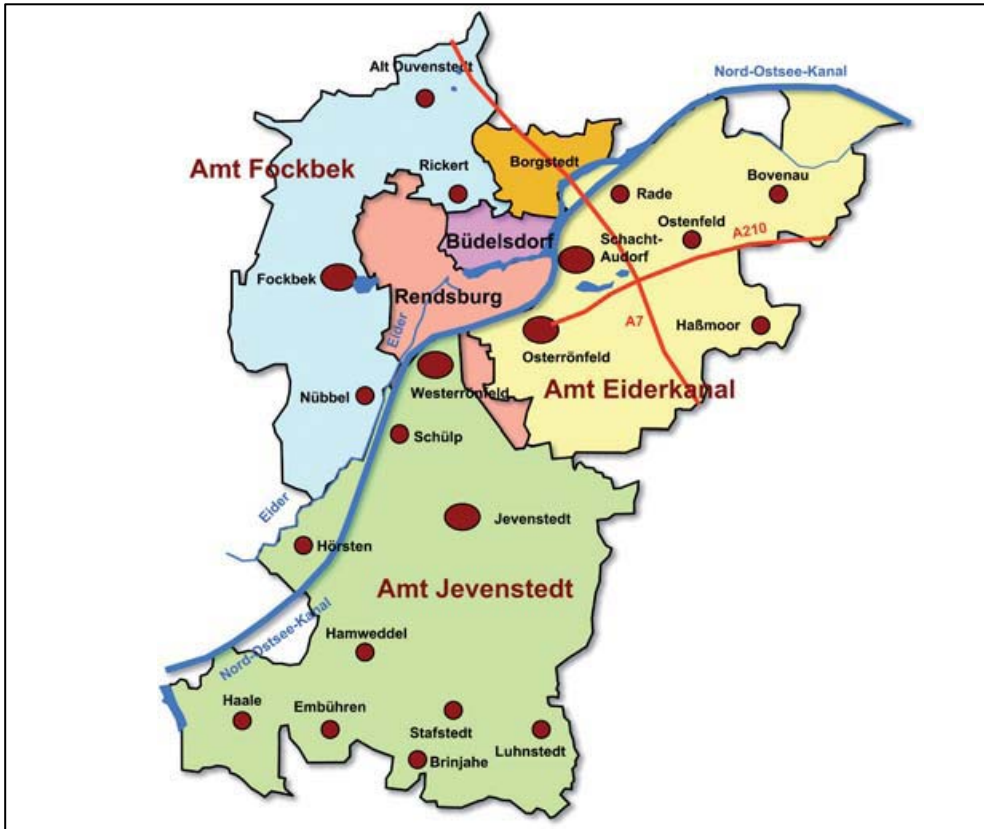 Alt Duvenstedt
Nord-Ostsee-Kanal
Amt Fockbek
Rickert
Borgstedt
Rade
Bovenau
Ostenfeld
A210
Büdelsdorf
Schacht-
Audorf
Fockbek
Rendsburg
Eider
A7
Haßmoor
Osterrönfeld
Amt Eiderkanal
Nübbel
Westerrönfeld
Schülp
Eider
Jevenstedt
Hörsten
Amt Jevenstedt
Nord-Ostsee-Kanal
Hamweddel
Haale
Embühren
Stafstedt
Luhnstedt
Brinjahe